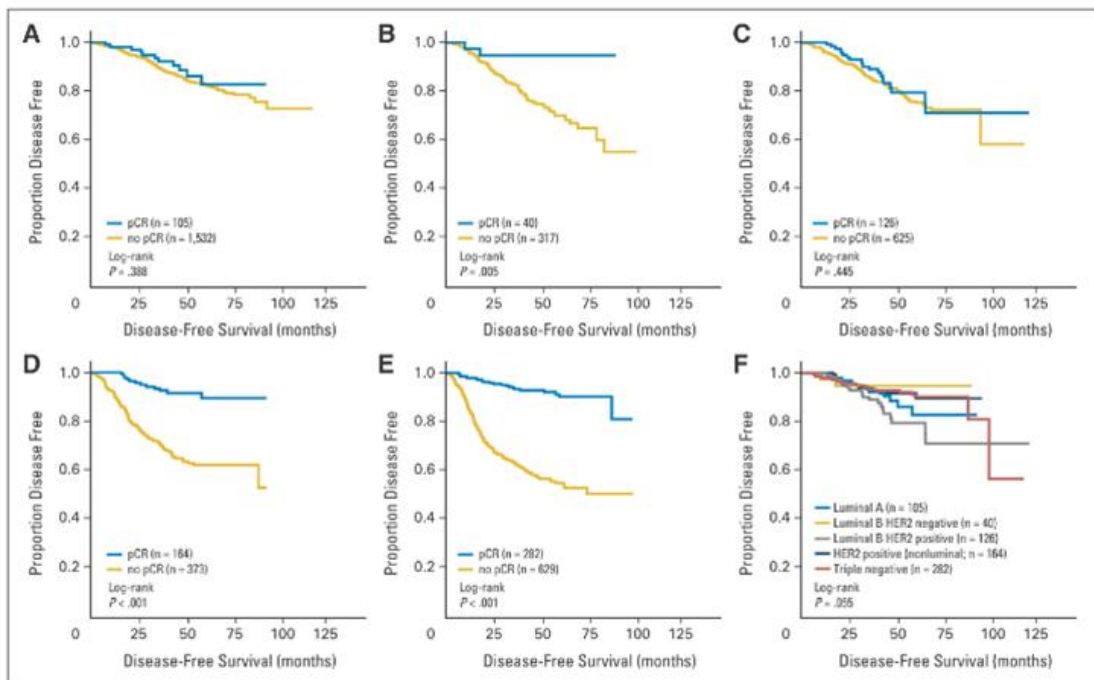 A
Proportion Disease Free
1.0
0.8
0.6
0.4
0.2
pCR (n = 105)
no pCR (n = 1,532)
Log-rank
P = .388
0 25 50 75 100 125
Disease-Free Survival (months)
B
Proportion Disease Free
1.0
0.8
0.6
0.4
0.2
pCR (n = 40)
no pCR (n = 317)
Log-rank
P = .005
0 25 50 75 100 125
Disease-Free Survival (months)
C
Proportion Disease Free
1.0
0.8
0.6
0.4
0.2
pCR (n = 126)
no pCR (n = 625)
Log-rank
P = .445
0 25 50 75 100 125
Disease-Free Survival (months)
D
Proportion Disease Free
1.0
0.8
0.6
0.4
0.2
pCR (n = 164)
no pCR (n = 373)
Log-rank
P < .001
0 25 50 75 100 125
Disease-Free Survival (months)
E
Proportion Disease Free
1.0
0.8
0.6
0.4
0.2
pCR (n = 282)
no pCR (n = 629)
Log-rank
P < .001
0 25 50 75 100 125
Disease-Free Survival (months)
F
Proportion Disease Free
1.0
0.8
0.6
0.4
0.2
Luminal A (n = 105)
Luminal B HER2 negative (n = 40)
Luminal B HER2 positive (n = 126)
HER2 positive (nonluminal; n = 164)
Triple negative (n = 282)
Log-rank
P = .055
0 25 50 75 100 125
Disease-Free Survival (months)